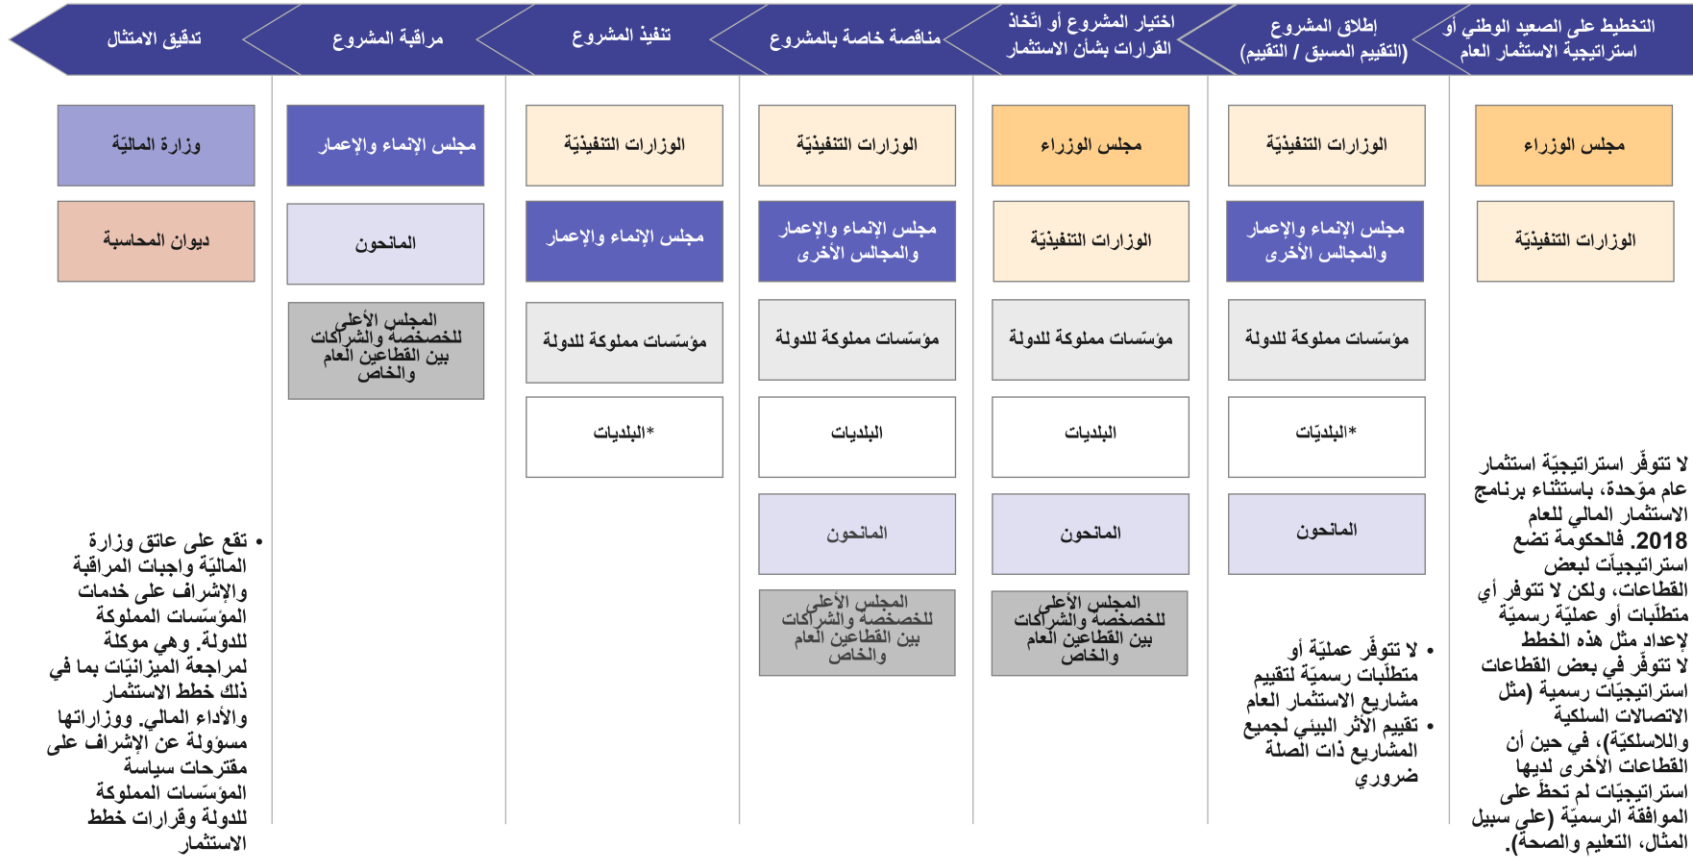 التخطيط على الصعيد الوطني أو
استراتيجية الاستثمار العام
إطلاق المشروع
(التقييم المسبق / التقييم)
اختيار المشروع أو اتّخاذ
القرارات بشأن الاستثمار
مناقصة خاصة بالمشروع
تنفيذ المشروع
مراقبة المشروع
تدقيق الامتثال
مجلس الوزراء
الوزارات التنفيذيّة
لا تتوفّر استراتيجيّة استثمار
عام موّحدة، باستثناء برنامج
الاستثمار المالي للعام
2018. فالحكومة تضع
استراتيجيّات لبعض
القطاعات، ولكن لا تتوفر أي
متطلّبات أو عمليّة رسميّة
لإعداد مثل هذه الخطط
لا تتوفّر في بعض القطاعات
استراتيجيّات رسمية (مثل
الاتصالات السلكية
واللاسلكيّة)، في حين أن
القطاعات الأخرى لديها
استراتيجيّات لم تحظَ على
الموافقة الرسميّة (على سبيل
المثال، التعليم والصحة).
الوزارات التنفيذيّة
مجلس الإنماء والإعمار
والمجالس الأخرى
مؤسّسات مملوكة للدولة
*البلديّات
المانحون
• لا تتوفّر عمليّة أو
متطلّبات رسميّة لتقييم
مشاريع الاستثمار العام
• تقييم الأثر البيئي لجميع
المشاريع ذات الصلة
ضروري
مجلس الوزراء
الوزارات التنفيذيّة
مؤسّسات مملوكة للدولة
البلديات
المانحون
المجلس الأعلى
للخصخصة والشراكات
بين القطاعين العام
والخاص
الوزارات التنفيذيّة
مجلس الإنماء والإعمار
والمجالس الأخرى
مؤسّسات مملوكة للدولة
البلديات
المانحون
المجلس الأعلى
للخصخصة والشراكات
بين القطاعين العام
والخاص
الوزارات التنفيذيّة
مجلس الإنماء والإعمار
مؤسّسات مملوكة للدولة
*البلديات
مجلس الإنماء والإعمار
المانحون
المجلس الأعلى
للخصخصة والشراكات
بين القطاعين العام
والخاص
وزارة الماليّة
ديوان المحاسبة
• تقع على عاتق وزارة
الماليّة واجبات المراقبة
والإشراف على خدمات
المؤسّسات المملوكة
للدولة. وهي موكلة
لمراجعة الميزانيّات بما في
ذلك خطط الاستثمار
والأداء المالي. ووزاراتها
مسؤولة عن الإشراف على
مقترحات سياسة
المؤسّسات المملوكة
للدولة وقرارات خطط
الاستثمار